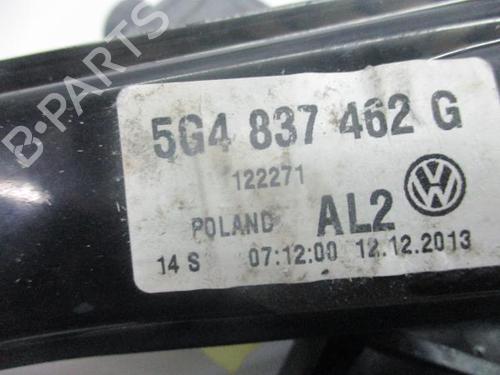 B-PARTS
5G4 837 462 G
122271
POLAND AL2
14 S 07:12:00 12.12.2013